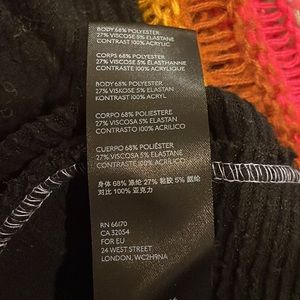 BODY 68% POLYESTER
27% VISCOSE 5% ELASTANE
CONTRAST 100% ACRYLIC
CORPS 68% POLYESTER
27% VISCOSE 5% ÉLASTHANNE
CONTRASTE 100% ACRYLIQUE
BODY 68% POLYESTER
27% VISKOSE 5% ELASTAN
KONTRAST 100% ACRYL
CORPO 68% POLIESTERE
27% VISCOSA 5% ELASTAN
CONTRASTO 100% ACRILICO
CUERPO 68% POLIÉSTER
27% VISCOSA 5% ELASTANE
CONTRASTE 100% ACRÍLICO
身体 68% 涤纶 27% 粘胶 5% 氨纶
对比 100% 亚克力
RN 66170
CA 32054
FOR EU
24 WEST STREET
LONDON, WC2H9NA